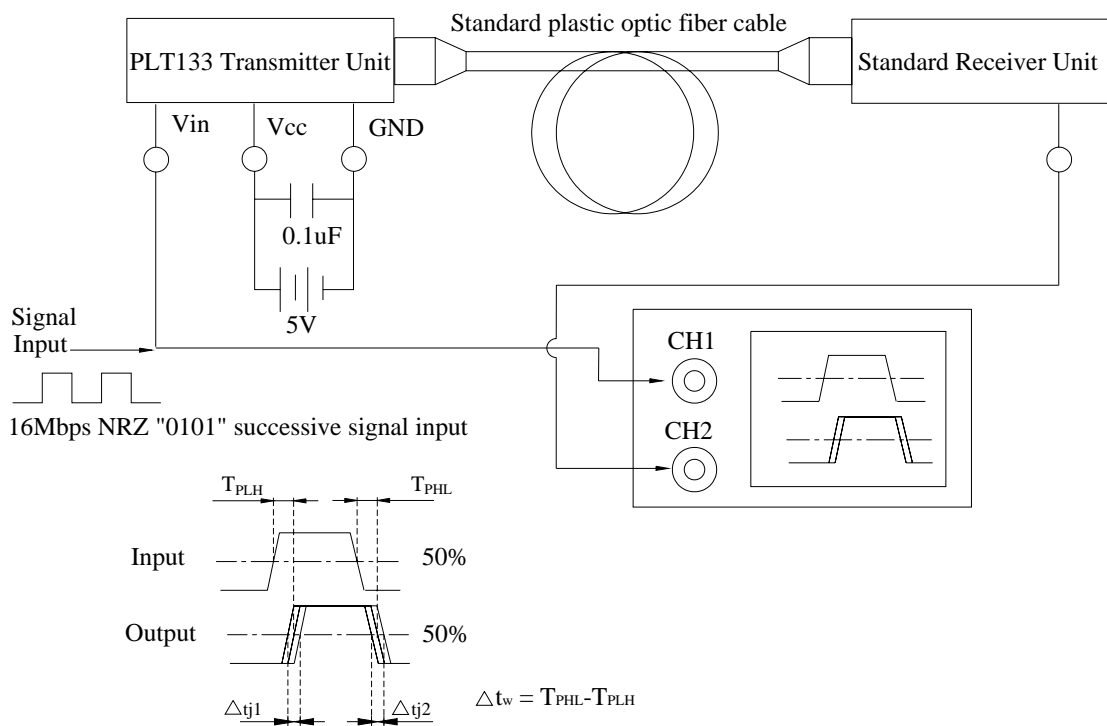 Standard plastic optic fiber cable
PLT133 Transmitter Unit
Standard Receiver Unit
Vin
Vcc
GND
0.1uF
5V
Signal
Input
CH1
CH2
16Mbps NRZ "0101" successive signal input
TPLH
TPHL
Input
50%
Output
50%
△tj1
△tj2
△tw = TPHL-TPLH